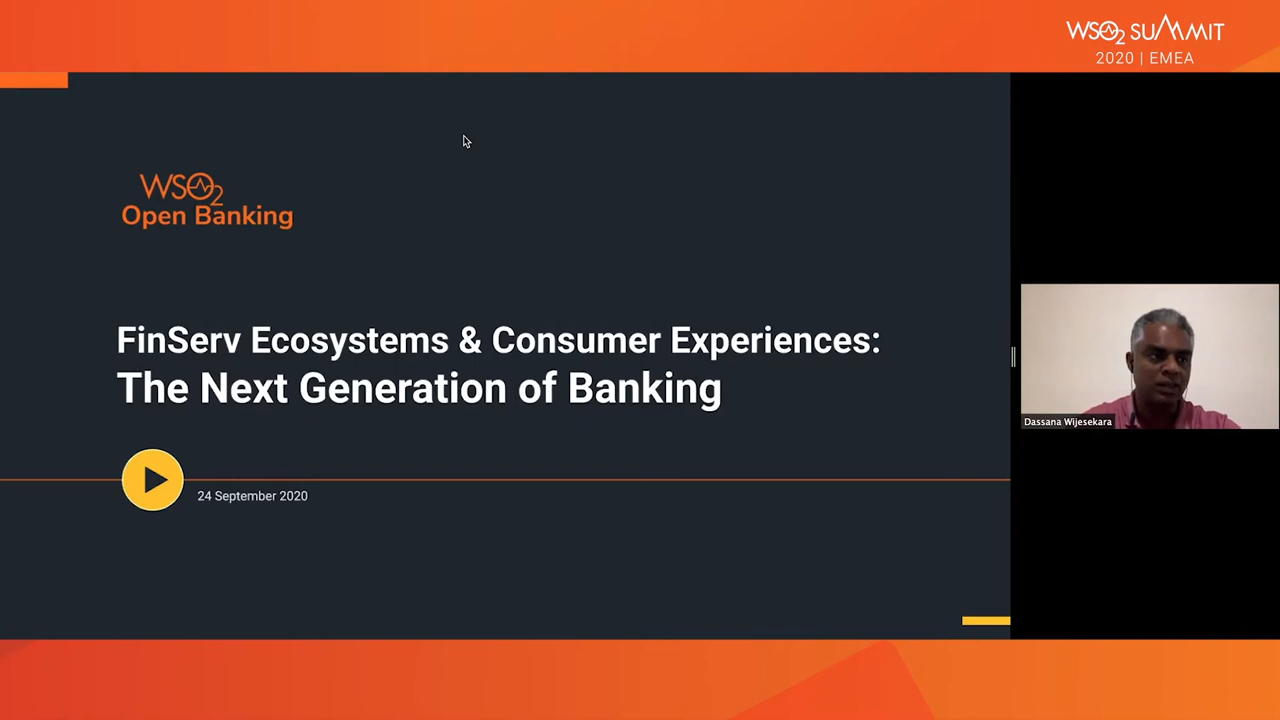 WSO2 SUMMIT
2020 | EMEA
WSO2
Open Banking
FinServ Ecosystems & Consumer Experiences:
The Next Generation of Banking
24 September 2020
Dassana Wijesekara